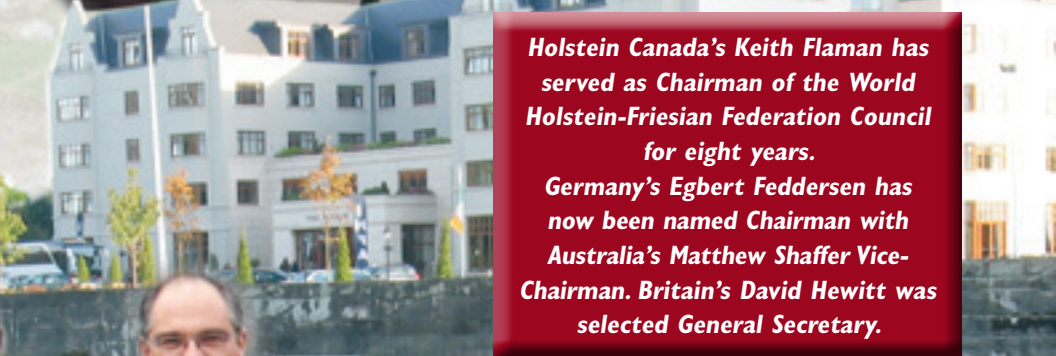 Holstein Canada's Keith Flaman has
served as Chairman of the World
Holstein-Friesian Federation Council
for eight years.
Germany's Egbert Feddersen has
now been named Chairman with
Australia's Matthew Shaffer Vice-
Chairman. Britain's David Hewitt was
selected General Secretary.